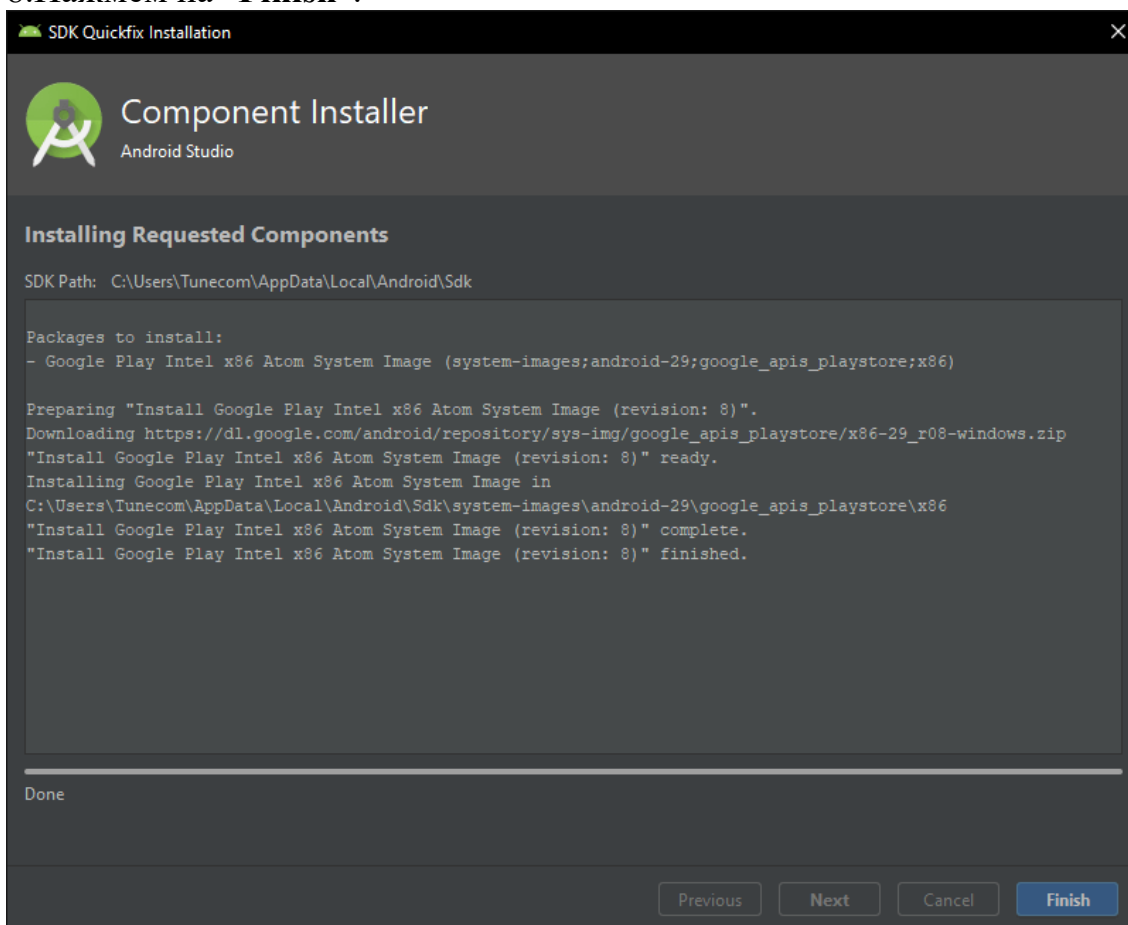 8.Нажмем на "Finish".
SDK Quickfix Installation
Component Installer
Android Studio
Installing Requested Components
SDK Path: C:\Users\Tunecom\AppData\Local\Android\Sdk
Packages to install:
- Google Play Intel x86 Atom System Image (system-images;android-29;google_apis_playstore;x86)
Preparing "Install Google Play Intel x86 Atom System Image (revision: 8)".
Downloading https://dl.google.com/android/repository/sys-img/google_apis_playstore/x86-29_r08-windows.zip
"Install Google Play Intel x86 Atom System Image (revision: 8)" ready.
Installing Google Play Intel x86 Atom System Image in
C:\Users\Tunecom\AppData\Local\Android\Sdk\system-images\android-29\google_apis_playstore\x86
"Install Google Play Intel x86 Atom System Image (revision: 8)" complete.
"Install Google Play Intel x86 Atom System Image (revision: 8)" finished.
Done
Previous Next Cancel Finish